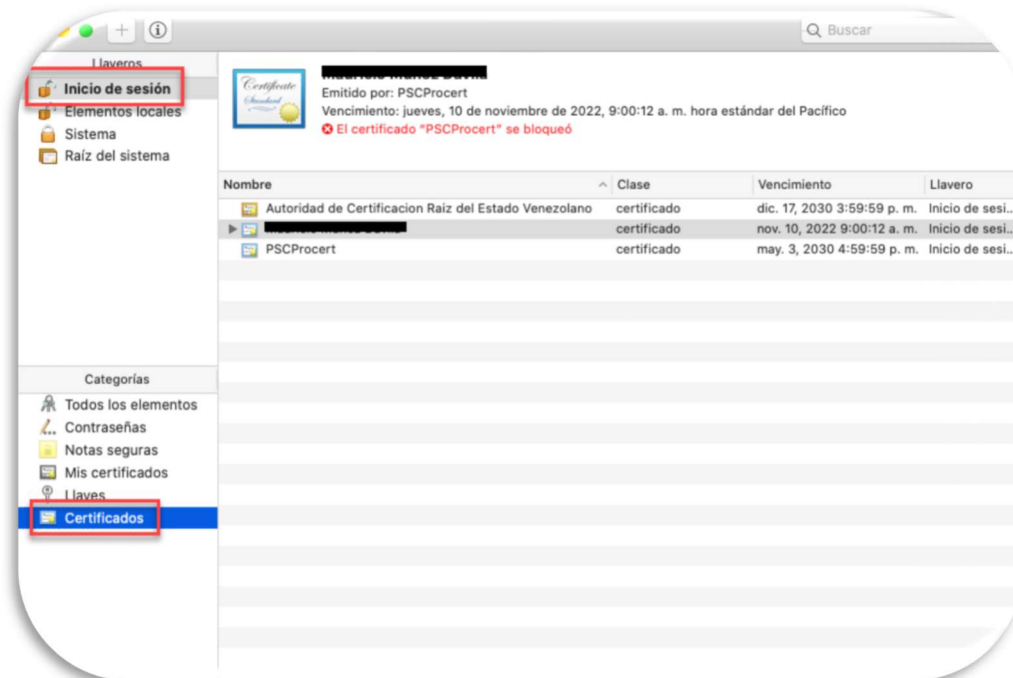 Buscar
Llaveros
Inicio de sesión
Elementos locales
Sistema
Raíz del sistema
Certificate
Standard
Emitido por: PSCProcert
Vencimiento: jueves, 10 de noviembre de 2022, 9:00:12 a. m. hora estándar del Pacífico
El certificado "PSCProcert" se bloqueó
Nombre Clase Vencimiento Llavero
Autoridad de Certificacion Raiz del Estado Venezolano certificado dic. 17, 2030 3:59:59 p. m. Inicio de sesi...
certificado nov. 10, 2022 9:00:12 a. m. Inicio de sesi...
PSCProcert certificado may. 3, 2030 4:59:59 p. m. Inicio de sesi...
Categorías
Todos los elementos
Contraseñas
Notas seguras
Mis certificados
Llaves
Certificados